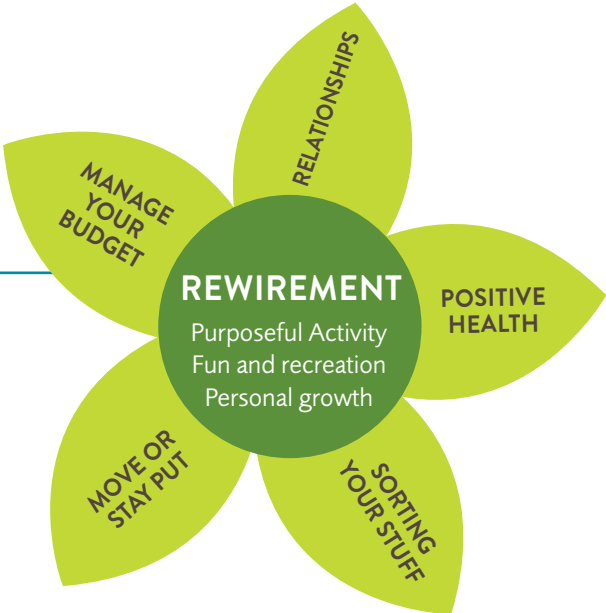 RELATIONSHIPS
MANAGE
YOUR
BUDGET
REWIREMENT
Purposeful Activity
Fun and recreation
Personal growth
POSITIVE
HEALTH
MOVE OR
STAY PUT
SORTING
YOUR STUFF